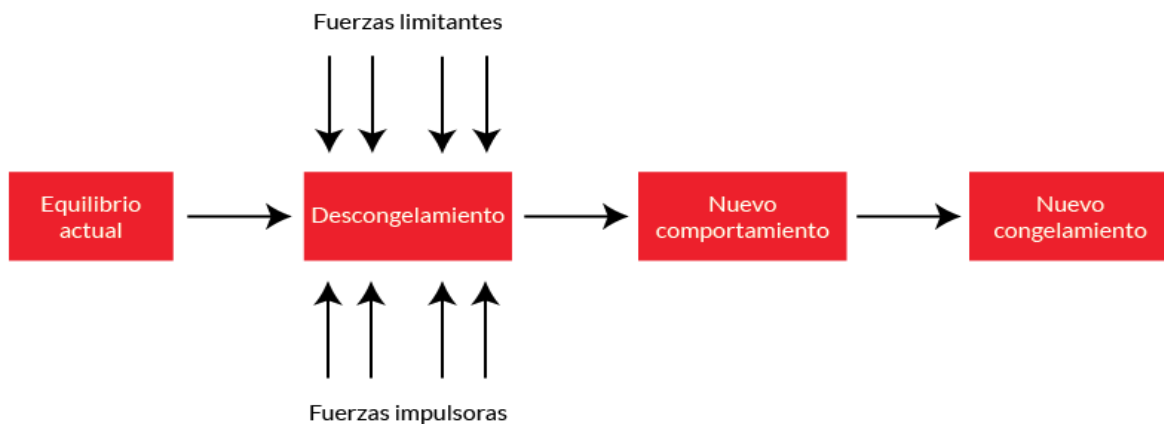 Fuerzas limitantes
Equilibrio
actual
Descongelamiento
Nuevo
comportamiento
Nuevo
congelamiento
Fuerzas impulsoras